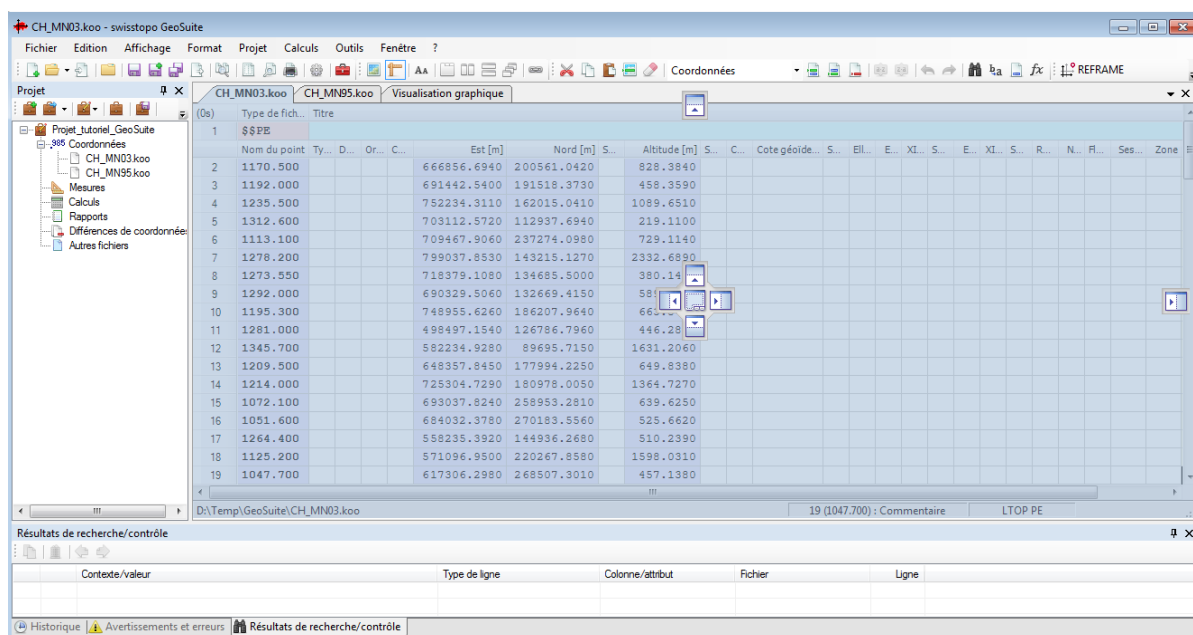 CH_MN03.koo - swisstopo GeoSuite
Fichier Edition Affichage Format Projet Calculs Outils Fenêtre ?
Coordonnées REFRAME
Projet
Projet_tutoriel_GeoSuite
Coordonnées
CH_MN03.koo
CH_MN95.koo
Mesures
Calculs
Rapports
Différences de coordonnée
Autres fichiers
CH_MN03.koo CH_MN95.koo Visualisation graphique
(0s) Type de fich... Titre
1 $$PE
Nom du point Ty... D... Or... C... Est [m] Nord [m] S... Altitude [m] S... C... Cote géoïde... S... Ell... E... XI... S... E... XI... S... R... N... Fl... Ses... Zone
2 1170.500 666856.6940 200561.0420 828.3840
3 1192.000 691442.5400 191518.3730 458.3590
4 1235.500 752234.3110 162015.0410 1089.6510
5 1312.600 703112.5720 112937.6940 219.1100
6 1113.100 709467.9060 237274.0980 729.1140
7 1278.200 799037.8530 143215.1270 2332.6890
8 1273.550 718379.1080 134685.5000 380.14
9 1292.000 690329.5060 132669.4150
10 1195.300 748955.6260 186207.9640
11 1281.000 498497.1540 126786.7960 446.28
12 1345.700 582234.9280 89695.7150 1631.2060
13 1209.500 648357.8450 177994.2250 649.8380
14 1214.000 725304.7290 180978.0050 1364.7270
15 1072.100 693037.8240 258953.2810 639.6250
16 1051.600 684032.3780 270183.5560 525.6620
17 1264.400 558235.3920 144936.2680 510.2390
18 1125.200 571096.9500 220267.8580 1598.0310
19 1047.700 617306.2980 268507.3010 457.1380
D:\Temp\GeoSuite\CH_MN03.koo 19 (1047.700) : Commentaire LTOP PE
Résultats de recherche/contrôle
Contexte/valeur Type de ligne Colonne/attribut Fichier Ligne
Historique Avertissements et erreurs Résultats de recherche/contrôle